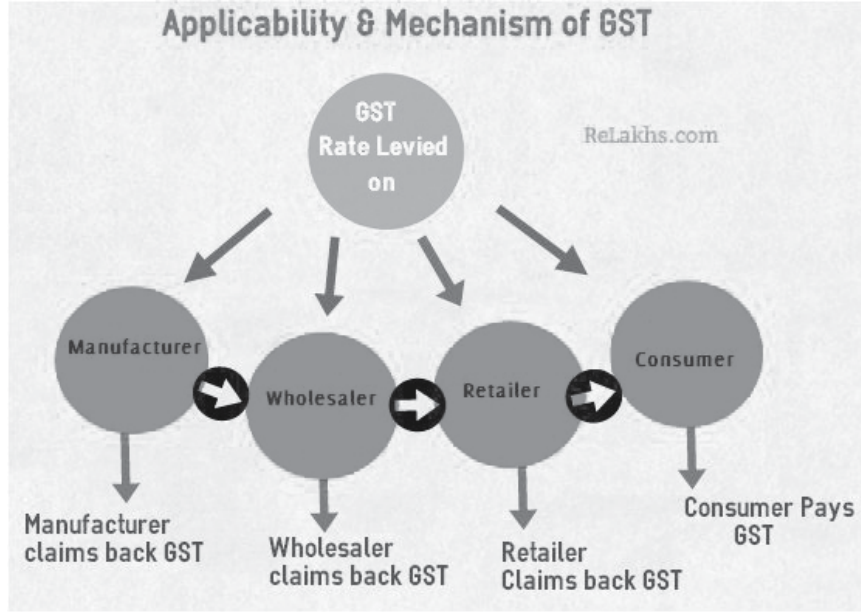 Applicability & Mechanism of GST
GST
Rate Levied
on
ReLakhs.com
Manufacturer
Wholesaler
Retailer
Consumer
Manufacturer
claims back GST
Wholesaler
claims back GST
Retailer
Claims back GST
Consumer Pays
GST